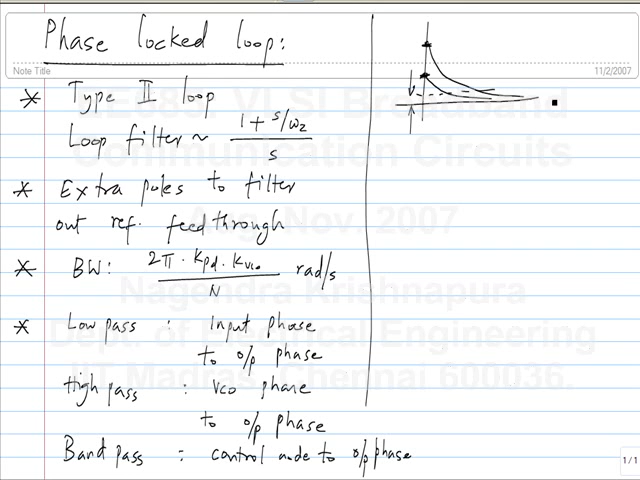 Phase locked loop:
Note Title
11/2/2007
* Type II loop
Loop filter ~ 1 + s/ωz / s
* Extra poles to filter
out ref. feedthrough
* BW: 2π · Kpd · Kvco / N rad/s
* Low pass : Input phase
to o/p phase
High pass : VCO phase
to o/p phase
Band pass : control node to o/p phase
VLSI Broadband
Communication Circuits
Aug-Nov. 2007
Nagendra Krishnapura
Dept. of Electrical Engineering
IIT Madras, Chennai 600036
1/1